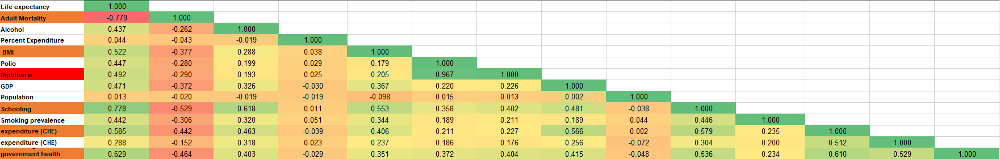 Life expectancy 1.000
Adult Mortality -0.779 1.000
Alcohol 0.437 -0.262 1.000
Percent Expenditure 0.044 -0.043 -0.019 1.000
BMI 0.522 -0.377 0.288 0.038 1.000
Polio 0.447 -0.280 0.199 0.029 0.179 1.000
Diphtheria 0.492 -0.290 0.193 0.025 0.205 0.967 1.000
GDP 0.471 -0.372 0.326 -0.030 0.367 0.220 0.226 1.000
Population 0.013 -0.020 -0.019 -0.019 -0.098 0.015 0.013 0.002 1.000
Schooling 0.778 -0.529 0.618 0.011 0.553 0.358 0.402 0.481 -0.038 1.000
Smoking prevalence 0.442 -0.306 0.320 0.051 0.344 0.189 0.211 0.189 0.044 0.446 1.000
expenditure (CHE) 0.585 -0.442 0.463 -0.039 0.406 0.211 0.227 0.566 0.002 0.579 0.235 1.000
expenditure (CHE) 0.288 -0.152 0.318 0.023 0.237 0.186 0.176 0.256 -0.072 0.304 0.200 0.512 1.000
government health 0.629 -0.464 0.403 -0.029 0.351 0.372 0.404 0.415 -0.048 0.536 0.234 0.610 0.529 1.000